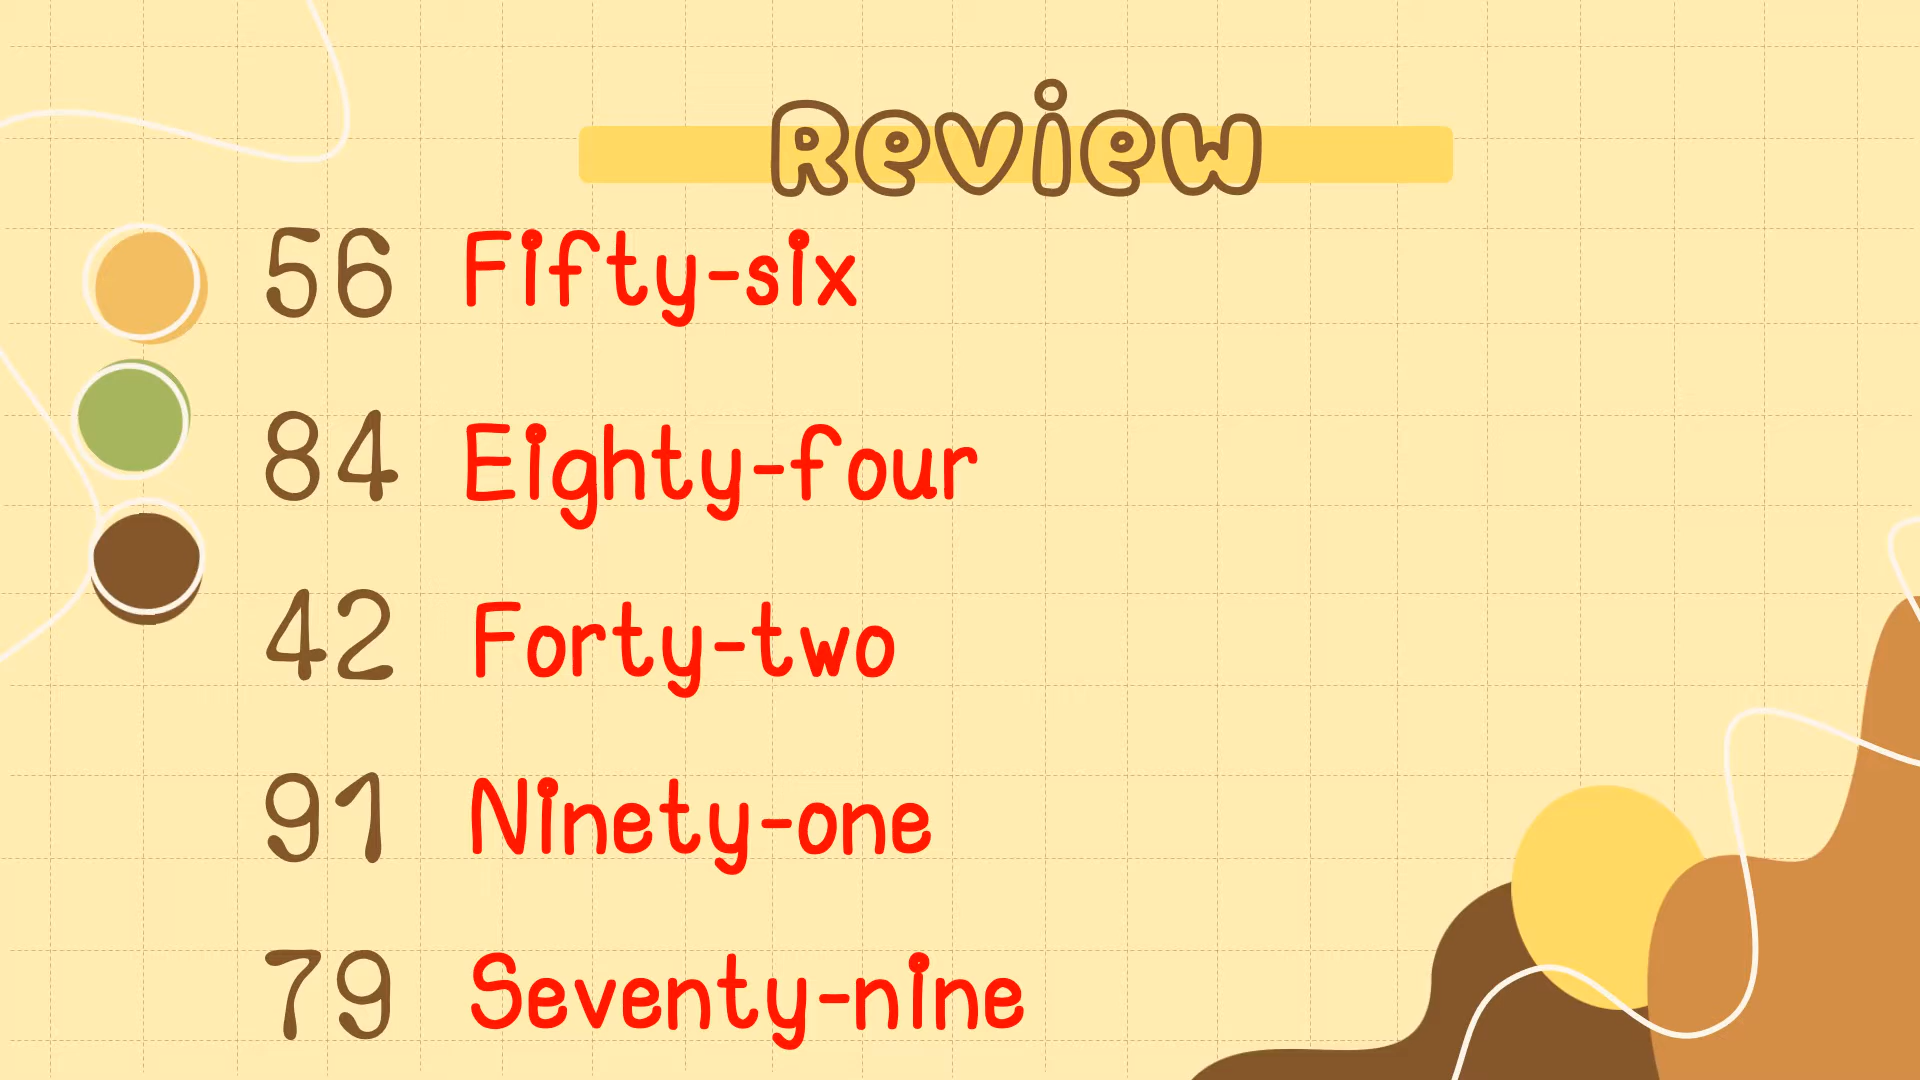 Review
56 Fifty-six
84 Eighty-four
42 Forty-two
91 Ninety-one
79 Seventy-nine